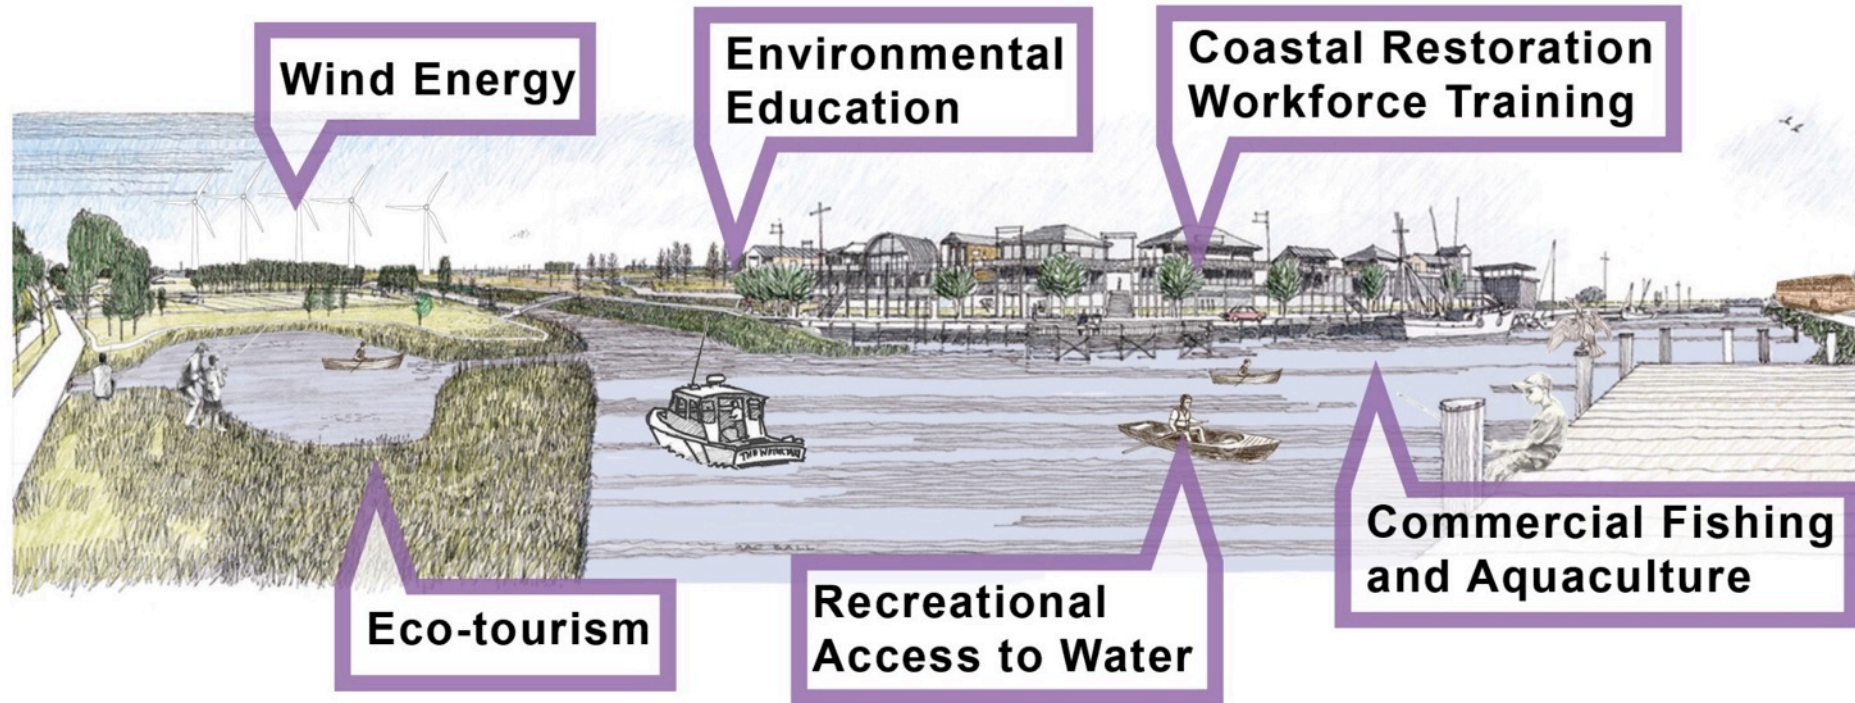 Wind Energy
Environmental
Education
Coastal Restoration
Workforce Training
Eco-tourism
Recreational
Access to Water
Commercial Fishing
and Aquaculture